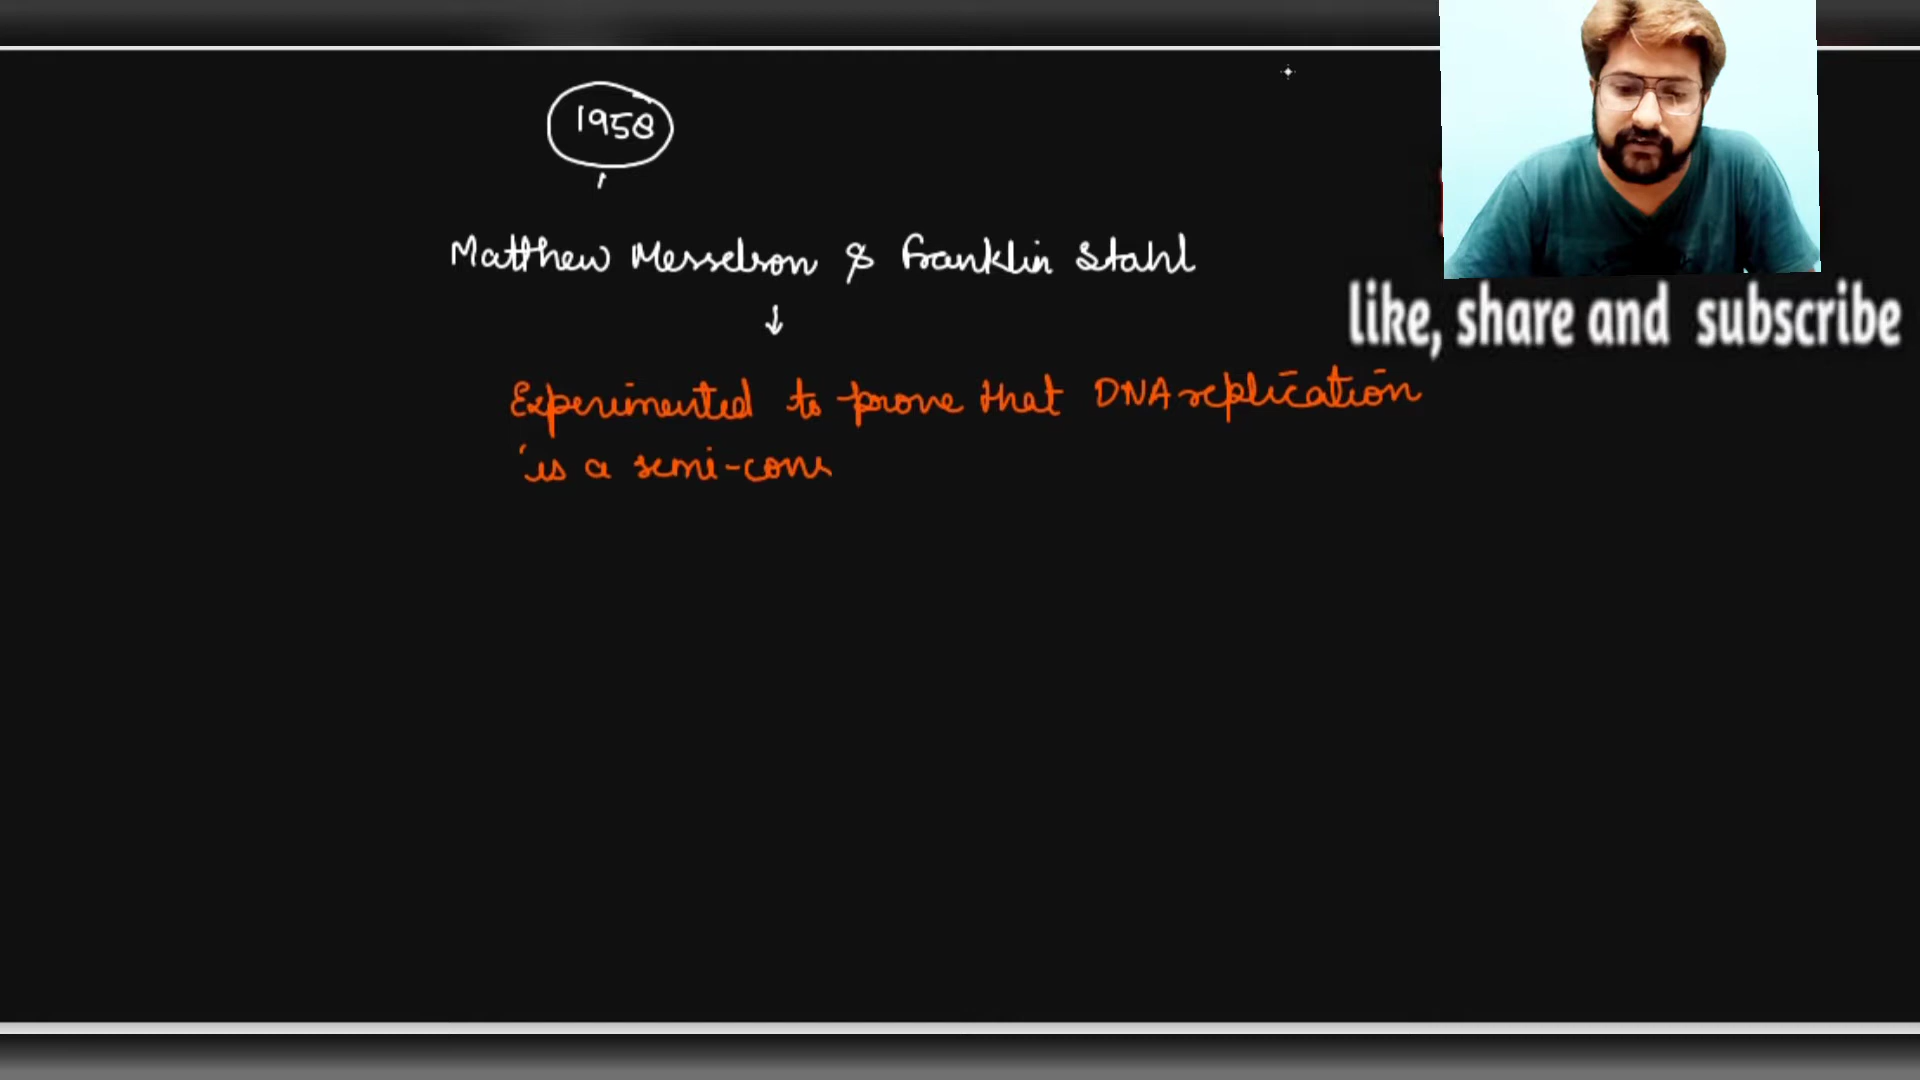 1958
Matthew Messelson & Franklin Stahl
Experimented to prove that DNA replication
is a semi-cons
like, share and subscribe